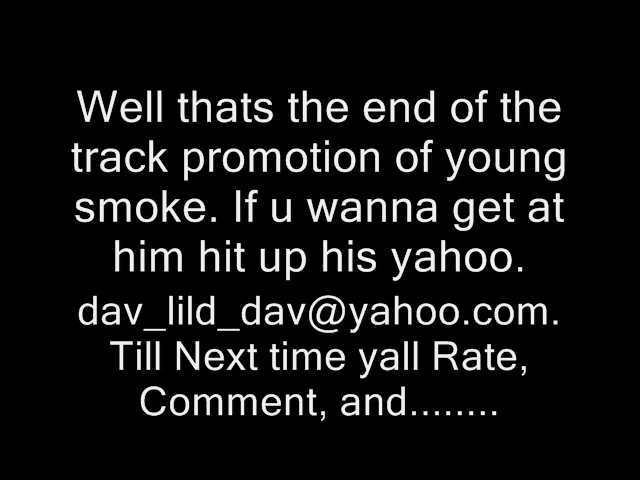 Well thats the end of the
track promotion of young
smoke. If u wanna get at
him hit up his yahoo.
dav_lild_dav@yahoo.com.
Till Next time yall Rate,
Comment, and........